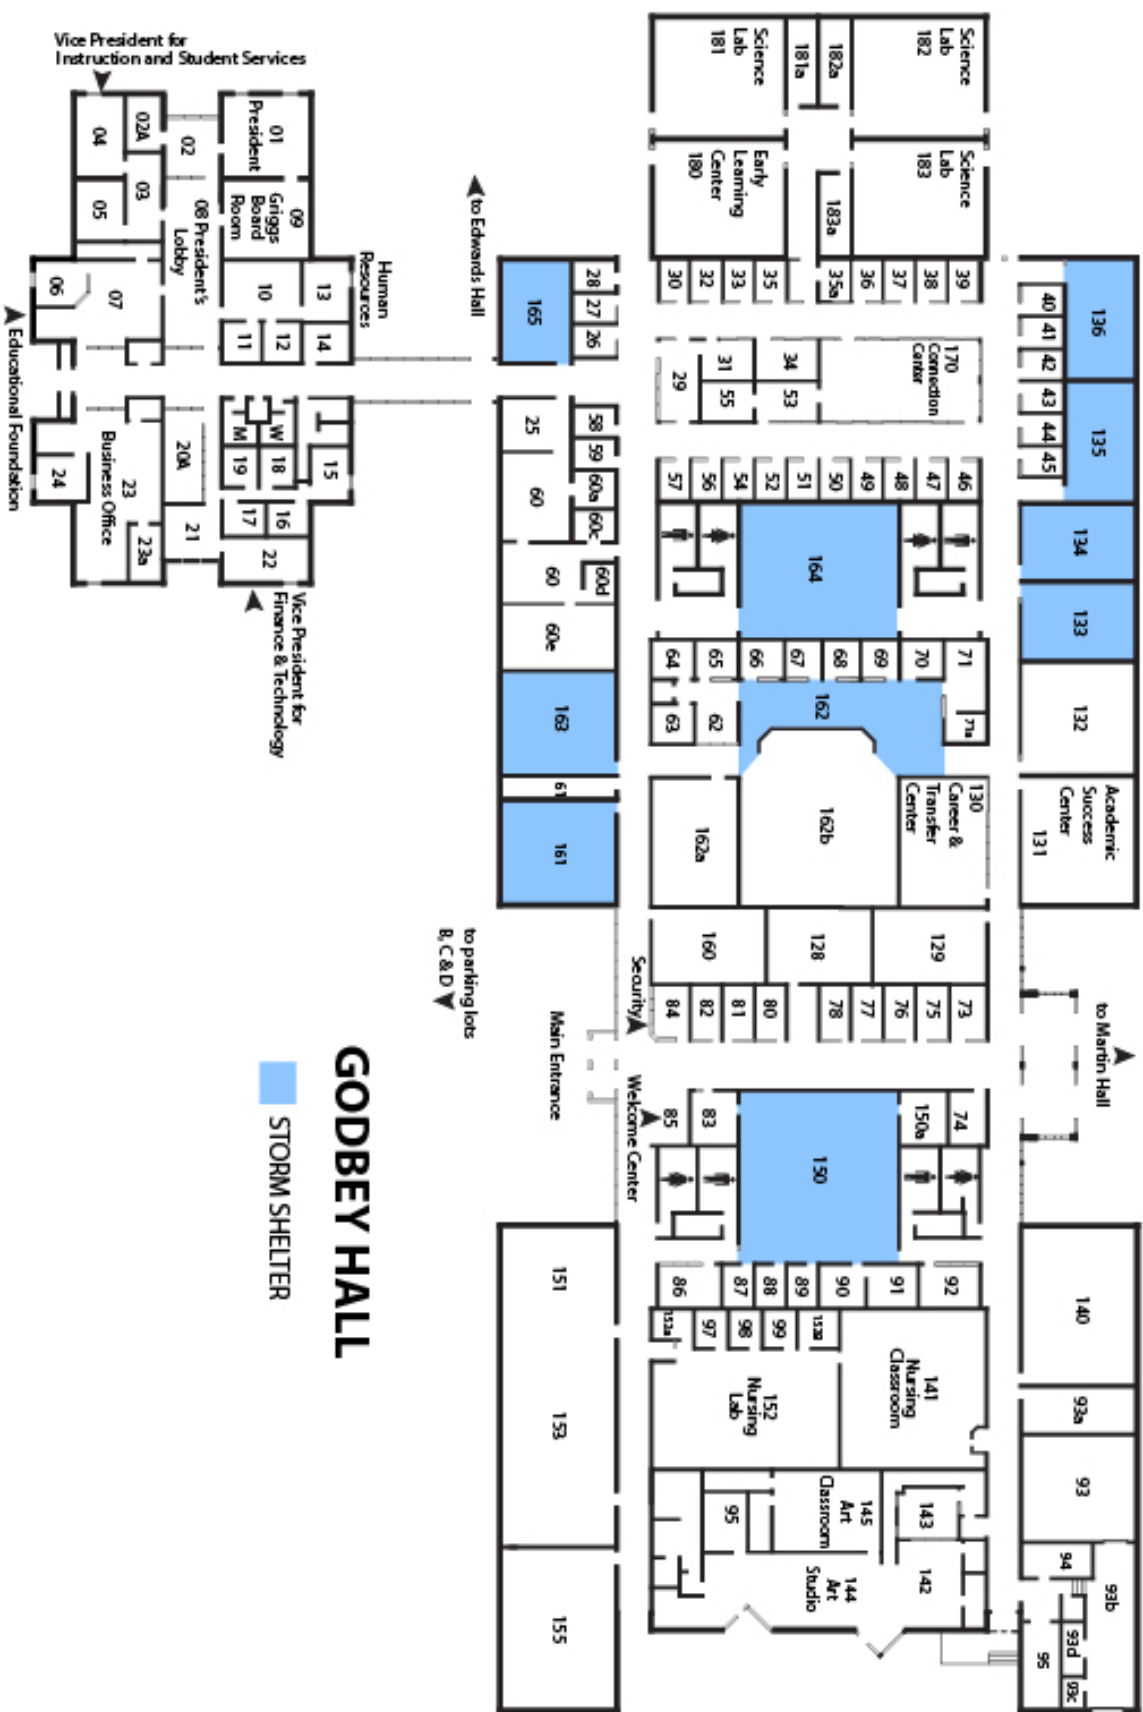 to Martin Hall
136
135
134
133
132
Academic
Success
Center
131
140
93a
93
93b
94
95
93d
93c
40
41
42
43
44
45
Science
Lab
182
Science
Lab
183
182a
181a
183a
Science
Lab
181
Early
Learning
Center
180
39
38
37
36
35a
35
33
32
30
170
Connection
Center
34
31
53
55
29
46
47
48
49
50
51
52
54
56
57
164
71
70
69
68
67
66
65
64
71a
162
62
63
130
Career &
Transfer
Center
162b
162a
129
128
160
73
75
76
77
78
80
81
82
84
Security
74
150a
150
83
85
Welcome Center
92
91
90
89
88
87
86
141
Nursing
Classroom
152B
99
98
97
152a
152
Nursing
Lab
143
142
145
Art
Classroom
95
144
Art
Studio
28
27
26
165
to Edwards Hall
58
59
60a
60c
25
60
60d
60
60e
163
61
161
Main Entrance
to parking lots
B, C & D
151
153
155
Human
Resources
01
President
09
Griggs
Board
Room
13
14
10
12
11
02
08 President's
Lobby
02A
03
04
05
07
06
Vice President for
Instruction and Student Services
Educational Foundation
W
M
15
18
19
16
17
22
20A
21
23
Business Office
23a
24
Vice President for
Finance & Technology
GODBEY HALL
STORM SHELTER